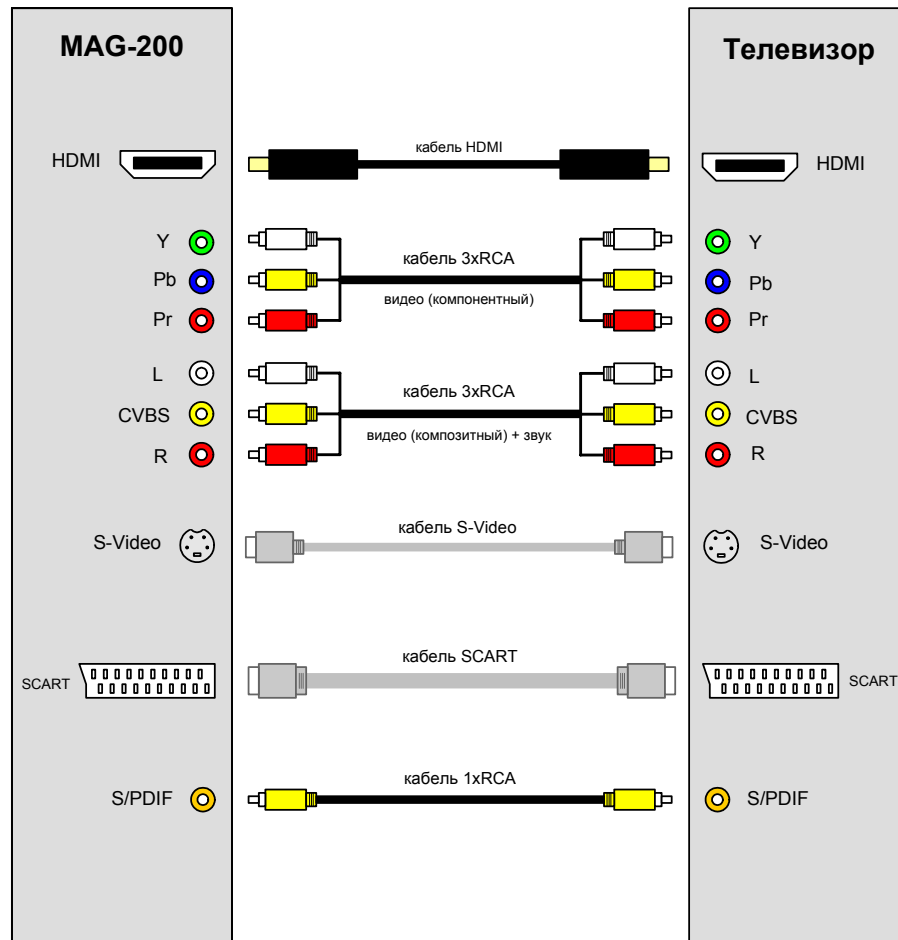 MAG-200
Телевизор
HDMI
кабель HDMI
HDMI
Y
Pb
Pr
кабель 3xRCA
видео (компонентный)
Y
Pb
Pr
L
CVBS
R
кабель 3xRCA
видео (композитный) + звук
L
CVBS
R
S-Video
кабель S-Video
S-Video
SCART
кабель SCART
SCART
S/PDIF
кабель 1xRCA
S/PDIF